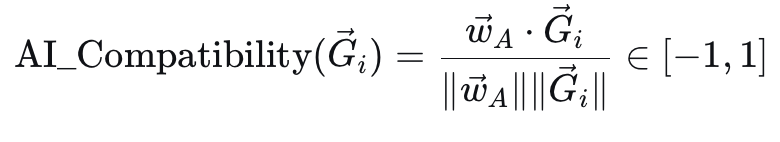 AI_Compatibility(G⃗ᵢ) = (w⃗_A · G⃗ᵢ) / (‖w⃗_A‖‖G⃗ᵢ‖) ∈ [−1, 1]